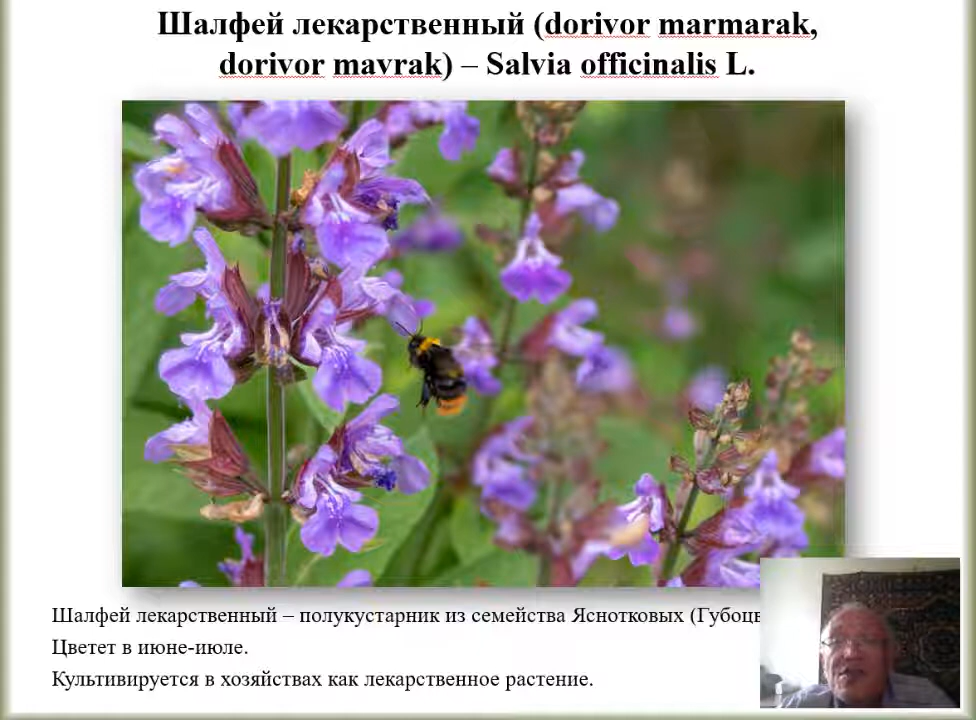 Шалфей лекарственный (dorivor marmarak,
dorivor mavrak) – Salvia officinalis L.
Шалфей лекарственный – полукустарник из семейства Яснотковых
Цветет в июне-июле.
Культивируется в хозяйствах как лекарственное растение.